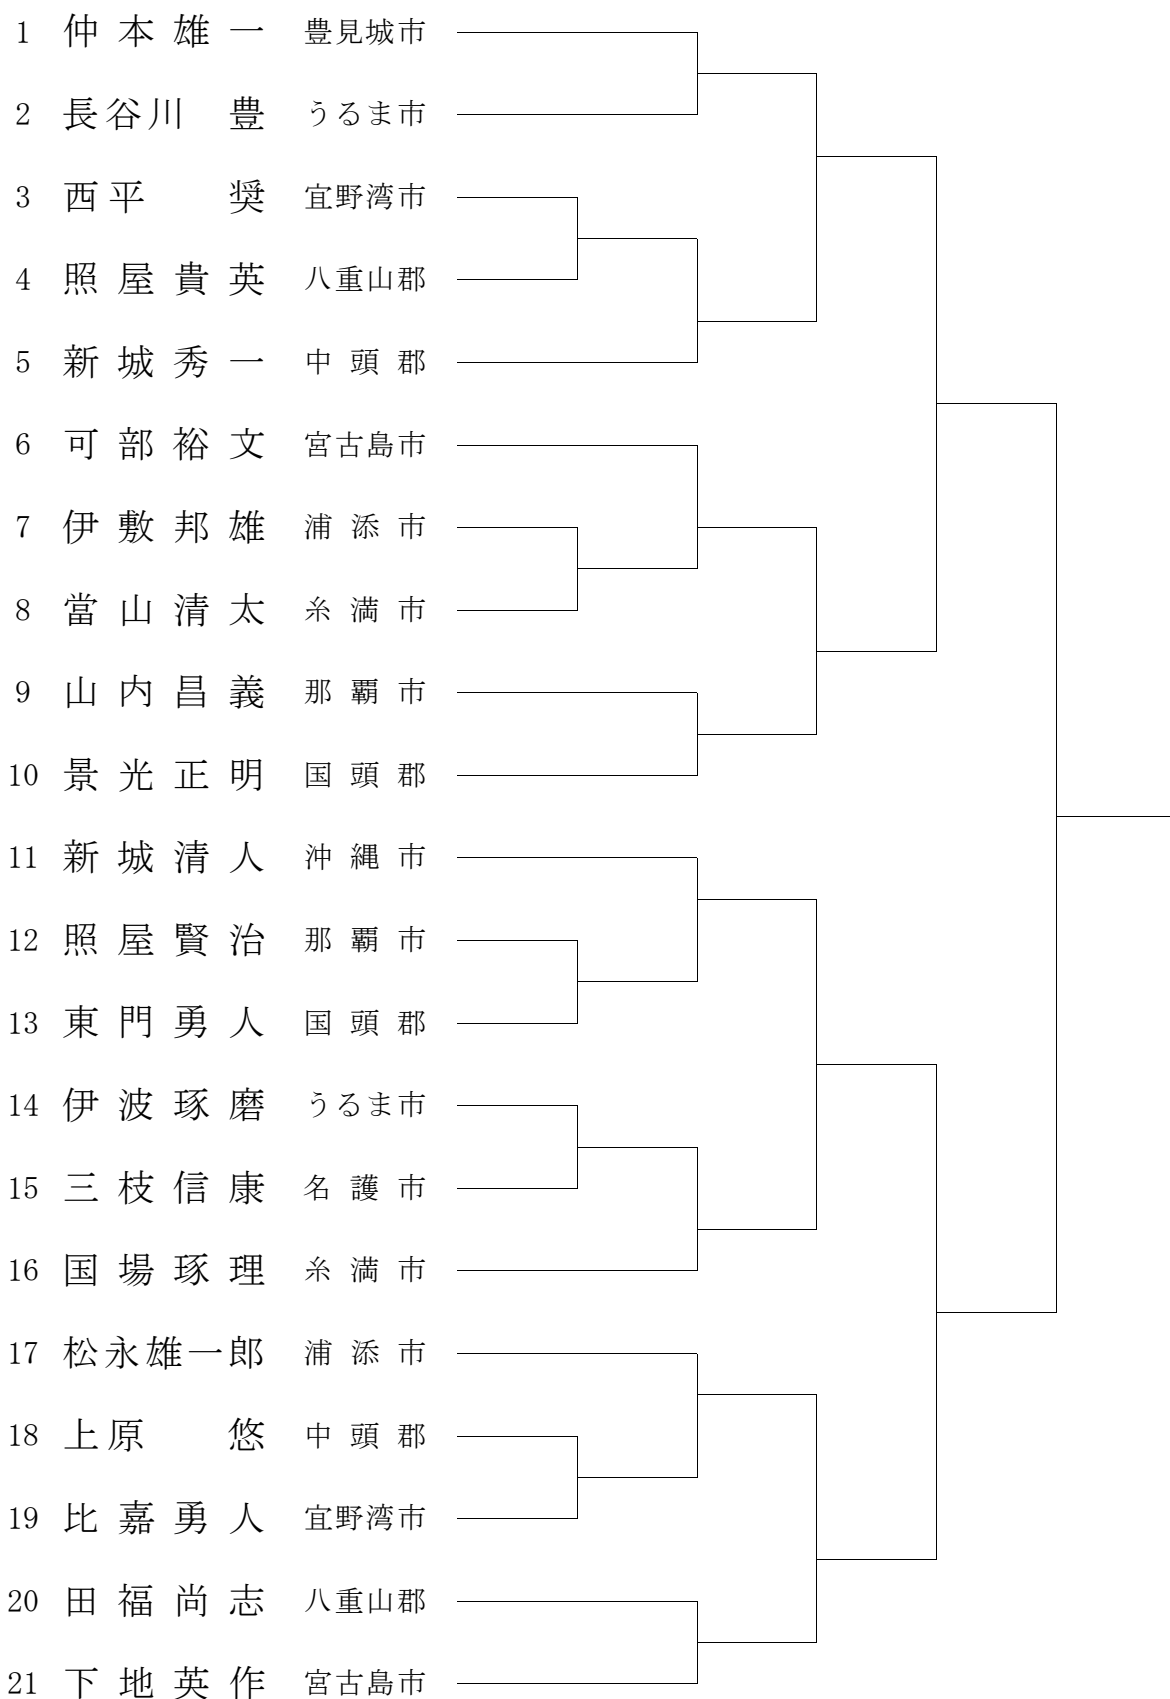 1 仲本雄一 豊見城市
2 長谷川 豊 うるま市
3 西平 奨 宜野湾市
4 照屋貴英 八重山郡
5 新城秀一 中頭郡
6 可部裕文 宮古島市
7 伊敷邦雄 浦添市
8 當山清太 糸満市
9 山内昌義 那覇市
10 景光正明 国頭郡
11 新城清人 沖縄市
12 照屋賢治 那覇市
13 東門勇人 国頭郡
14 伊波琢磨 うるま市
15 三枝信康 名護市
16 国場琢理 糸満市
17 松永雄一郎 浦添市
18 上原 悠 中頭郡
19 比嘉勇人 宜野湾市
20 田福尚志 八重山郡
21 下地英作 宮古島市